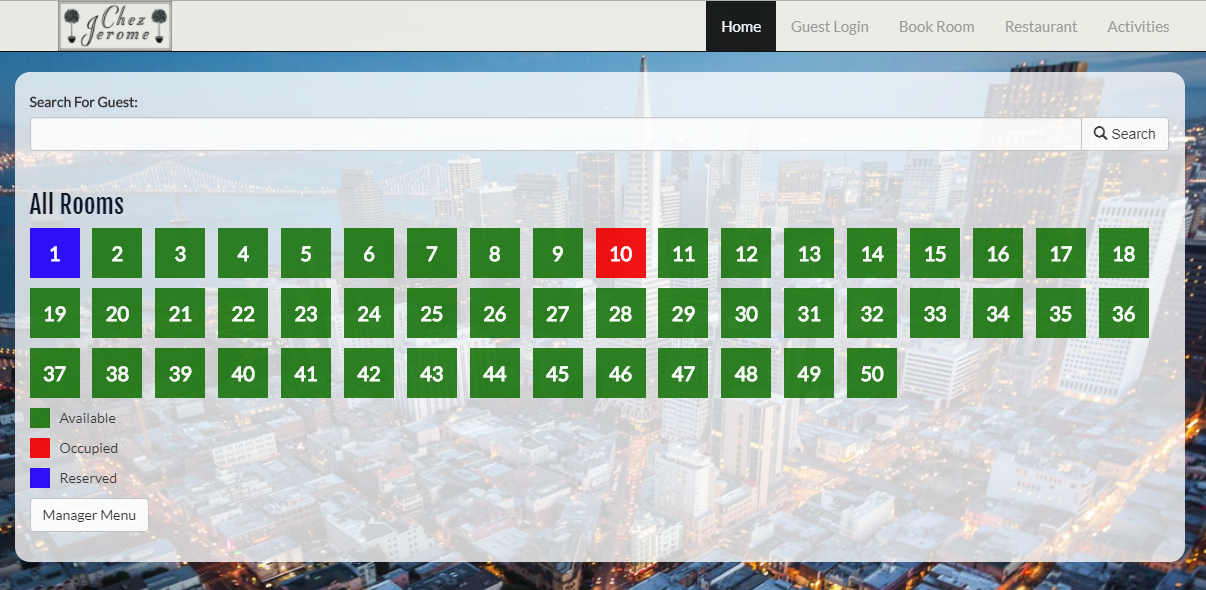 Chez Jerome
Home Guest Login Book Room Restaurant Activities
Search For Guest:
Search
All Rooms
1 2 3 4 5 6 7 8 9 10 11 12 13 14 15 16 17 18
19 20 21 22 23 24 25 26 27 28 29 30 31 32 33 34 35 36
37 38 39 40 41 42 43 44 45 46 47 48 49 50
Available
Occupied
Reserved
Manager Menu